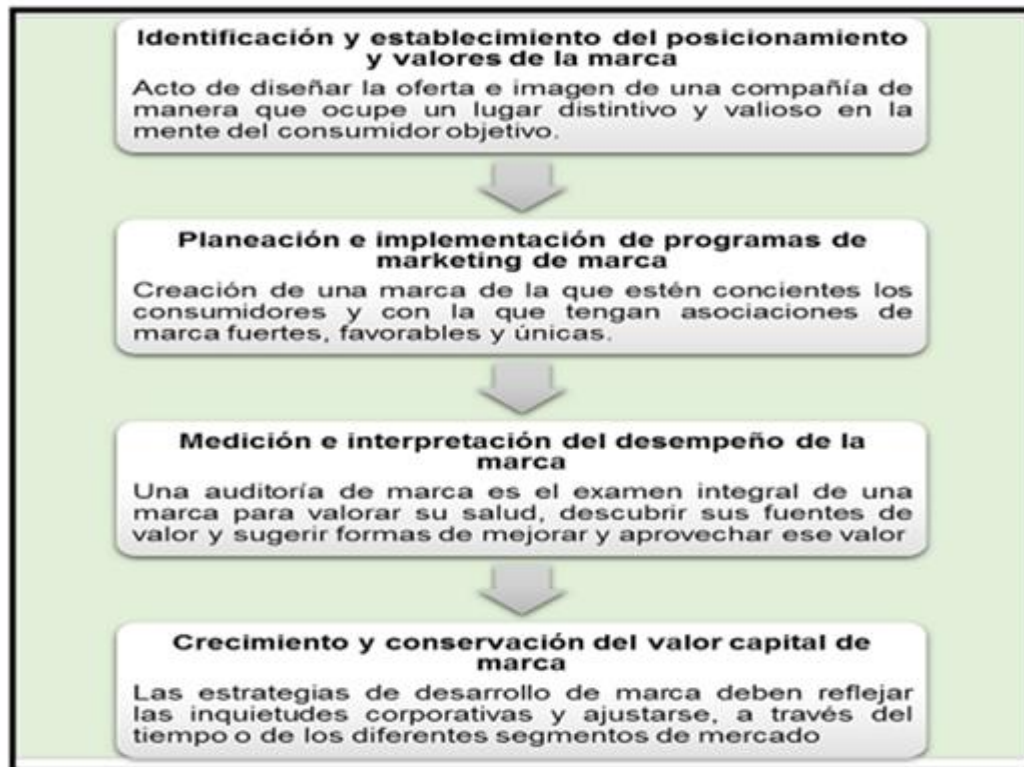 Identificación y establecimiento del posicionamiento
y valores de la marca
Acto de diseñar la oferta e imagen de una compañía de
manera que ocupe un lugar distintivo y valioso en la
mente del consumidor objetivo.
Planeación e implementación de programas de
marketing de marca
Creación de una marca de la que estén concientes los
consumidores y con la que tengan asociaciones de
marca fuertes, favorables y únicas.
Medición e interpretación del desempeño de la
marca
Una auditoría de marca es el examen integral de una
marca para valorar su salud, descubrir sus fuentes de
valor y sugerir formas de mejorar y aprovechar ese valor
Crecimiento y conservación del valor capital de
marca
Las estrategias de desarrollo de marca deben reflejar
las inquietudes corporativas y ajustarse, a través del
tiempo o de los diferentes segmentos de mercado